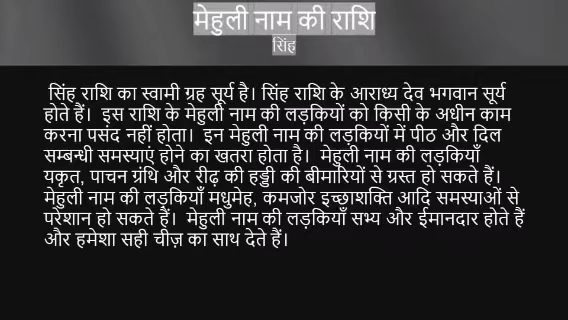 मेहुली नाम की राशि
सिंह
सिंह राशि का स्वामी ग्रह सूर्य है। सिंह राशि के आराध्य देव भगवान सूर्य
होते हैं। इस राशि के मेहुली नाम की लड़कियों को किसी के अधीन काम
करना पसंद नहीं होता। इन मेहुली नाम की लड़कियों में पीठ और दिल
सम्बन्धी समस्याएं होने का खतरा होता है। मेहुली नाम की लड़कियाँ
यकृत, पाचन ग्रंथि और रीढ़ की हड्डी की बीमारियों से ग्रस्त हो सकते हैं।
मेहुली नाम की लड़कियाँ मधुमेह, कमजोर इच्छाशक्ति आदि समस्याओं से
परेशान हो सकते हैं। मेहुली नाम की लड़कियाँ सभ्य और ईमानदार होते हैं
और हमेशा सही चीज़ का साथ देते हैं।